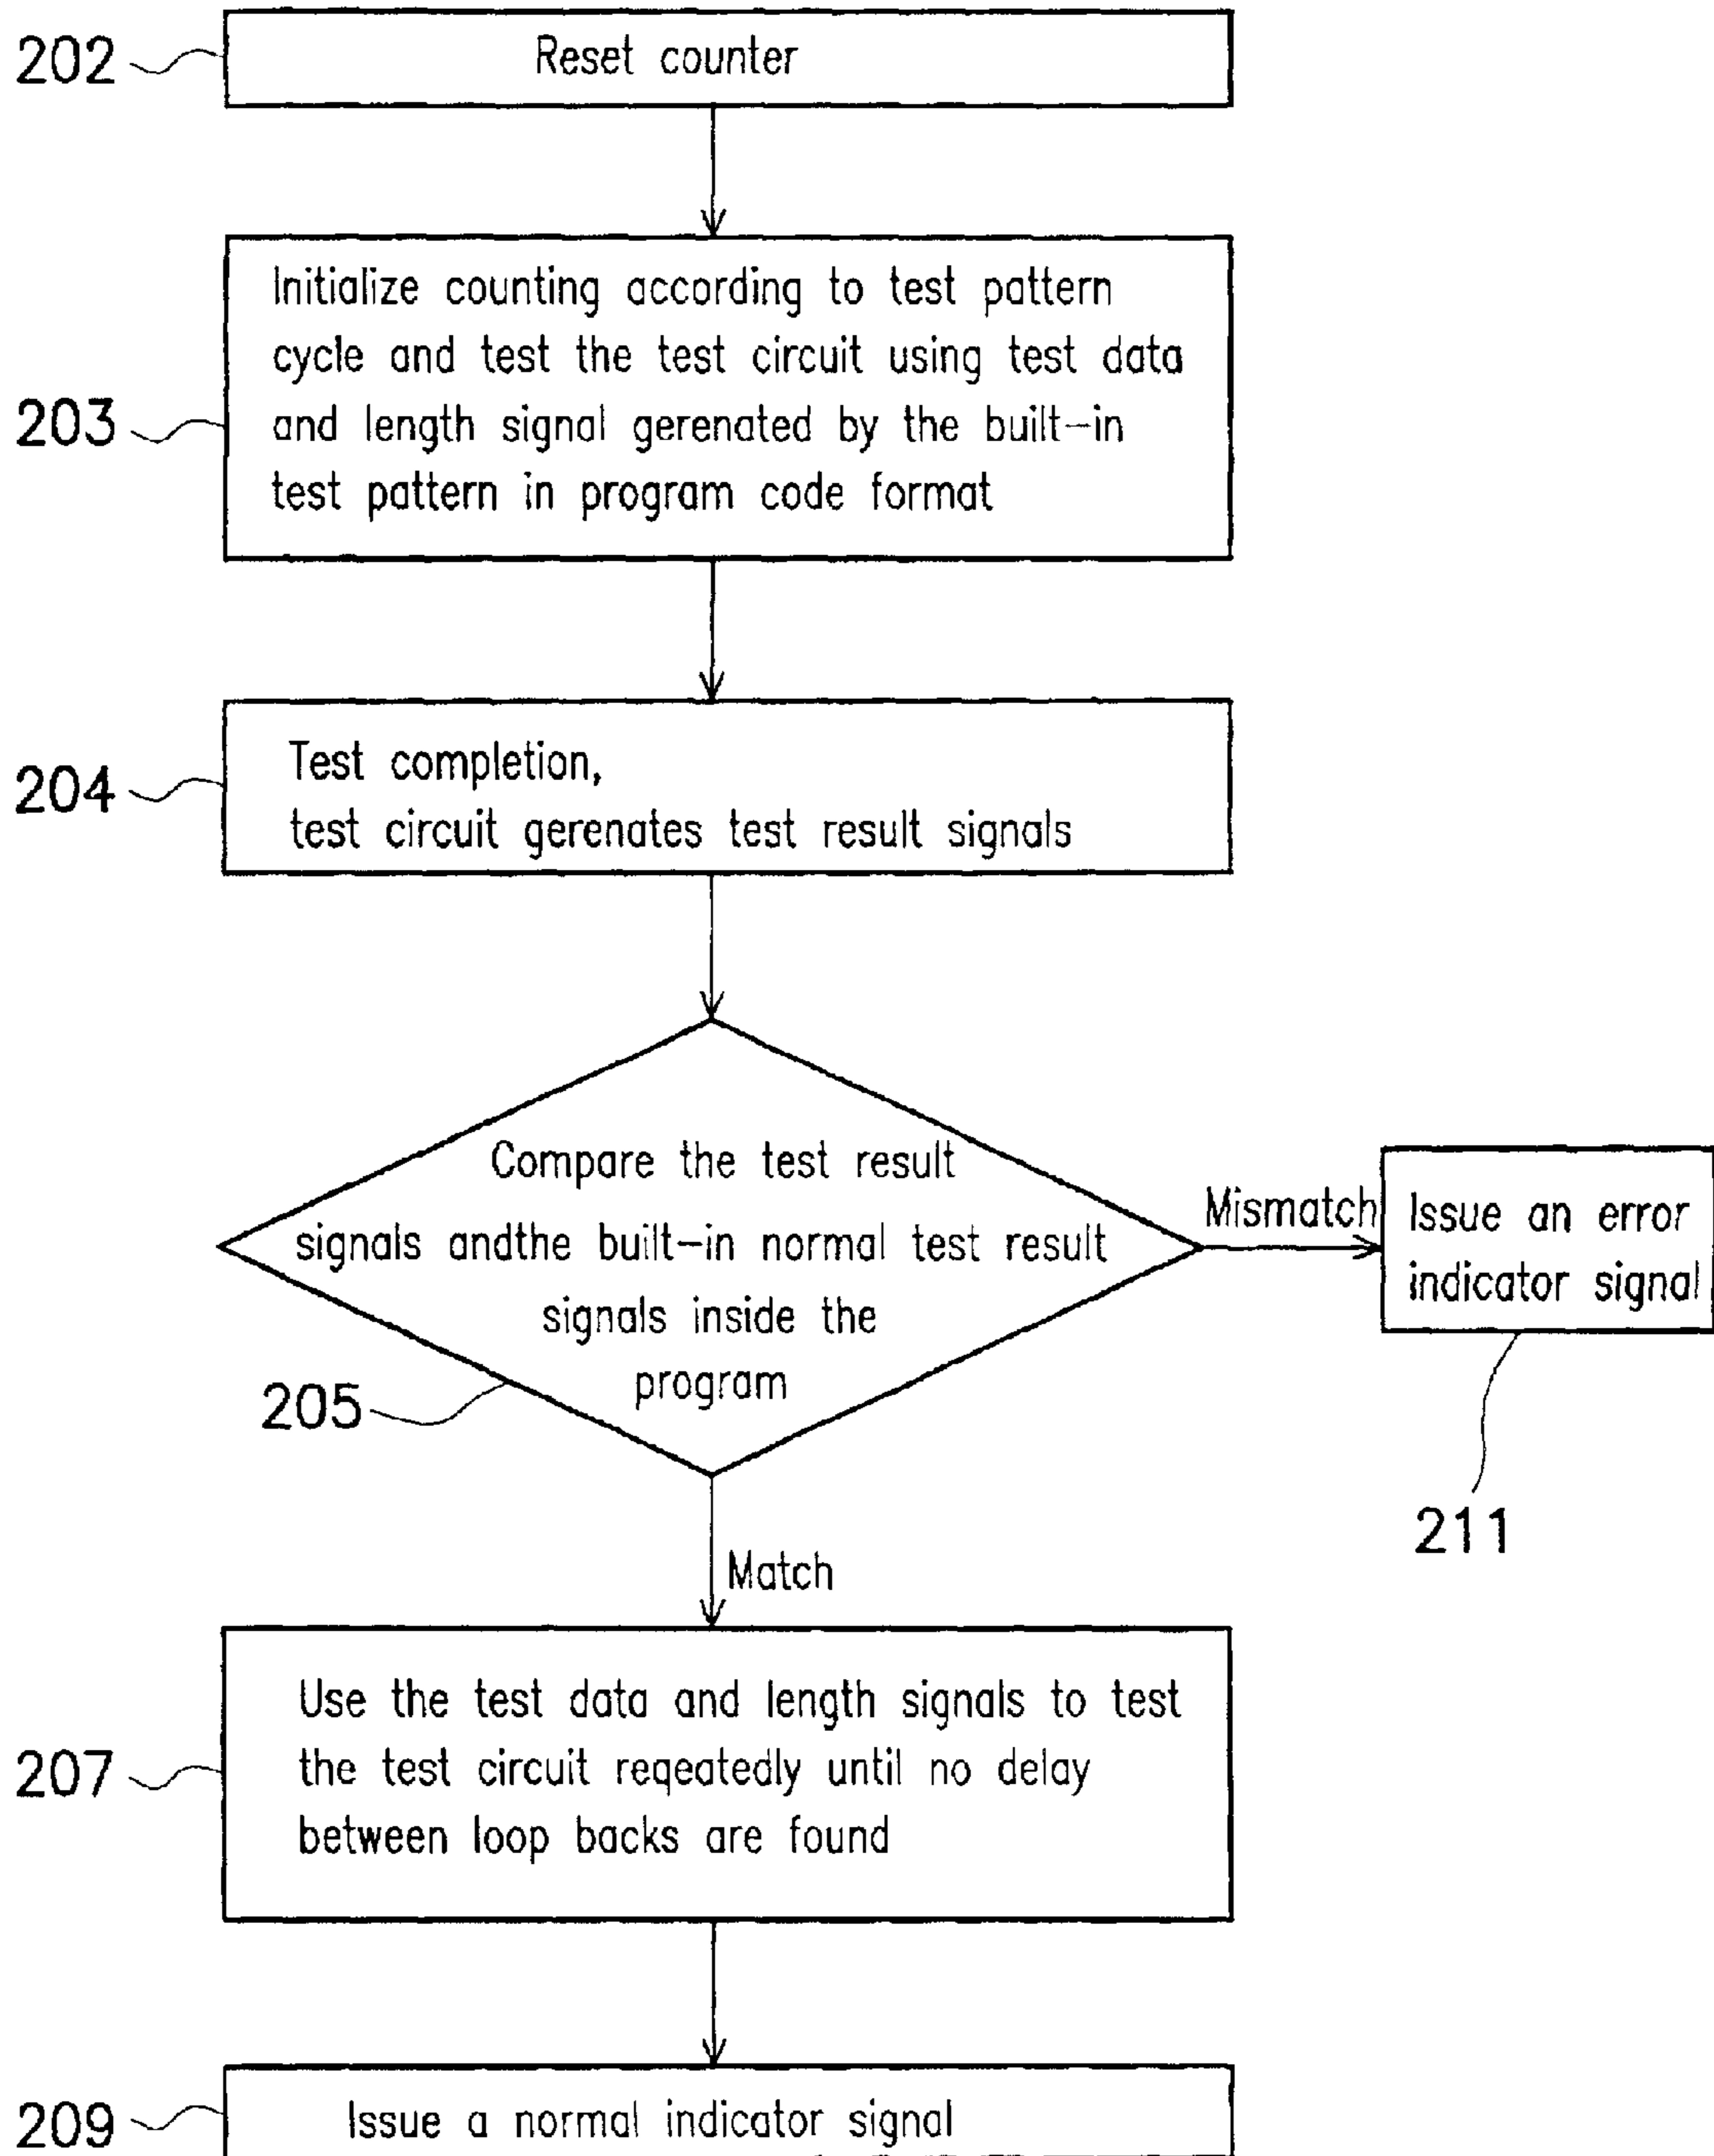 202
Reset counter
203
Initialize counting according to test pattern
cycle and test the test circuit using test data
and length signal gerenated by the built-in
test pattern in program code format
204
Test completion,
test circuit gerenates test result signals
Compare the test result
signals andthe built-in normal test result
signals inside the
program
205
Mismatch
Issue an error
indicator signal
211
Match
207
Use the test data and length signals to test
the test circuit reqeatedly until no delay
between loop backs are found
209
Issue a normal indicator signal